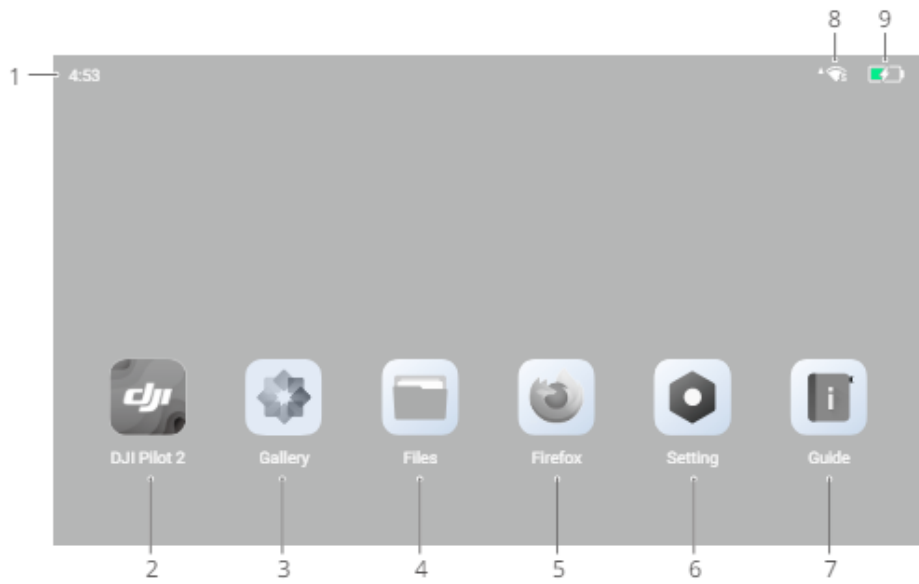 8 9
1 4:53
dji
i
DJI Pilot 2 Gallery Files Firefox Setting Guide
2 3 4 5 6 7